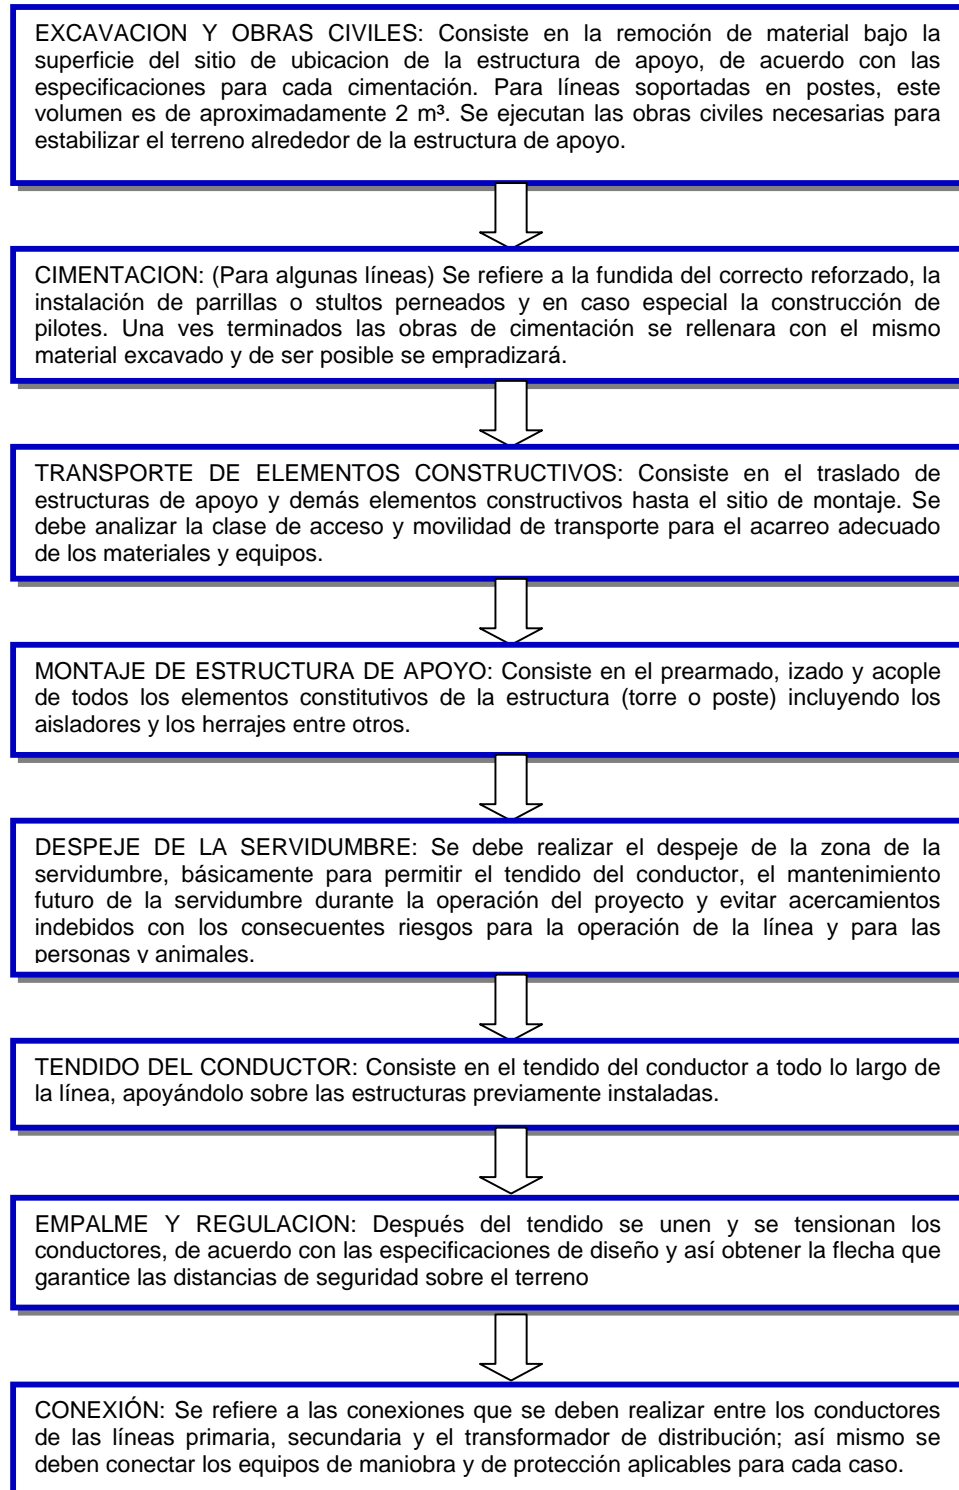 EXCAVACION Y OBRAS CIVILES: Consiste en la remoción de material bajo la
superficie del sitio de ubicacion de la estructura de apoyo, de acuerdo con las
especificaciones para cada cimentación. Para líneas soportadas en postes, este
volumen es de aproximadamente 2 m³. Se ejecutan las obras civiles necesarias para
estabilizar el terreno alrededor de la estructura de apoyo.
CIMENTACION: (Para algunas líneas) Se refiere a la fundida del correcto reforzado, la
instalación de parrillas o stultos perneados y en caso especial la construcción de
pilotes. Una ves terminados las obras de cimentación se rellenara con el mismo
material excavado y de ser posible se empradizará.
TRANSPORTE DE ELEMENTOS CONSTRUCTIVOS: Consiste en el traslado de
estructuras de apoyo y demás elementos constructivos hasta el sitio de montaje. Se
debe analizar la clase de acceso y movilidad de transporte para el acarreo adecuado
de los materiales y equipos.
MONTAJE DE ESTRUCTURA DE APOYO: Consiste en el prearmado, izado y acople
de todos los elementos constitutivos de la estructura (torre o poste) incluyendo los
aisladores y los herrajes entre otros.
DESPEJE DE LA SERVIDUMBRE: Se debe realizar el despeje de la zona de la
servidumbre, básicamente para permitir el tendido del conductor, el mantenimiento
futuro de la servidumbre durante la operación del proyecto y evitar acercamientos
indebidos con los consecuentes riesgos para la operación de la línea y para las
personas y animales.
TENDIDO DEL CONDUCTOR: Consiste en el tendido del conductor a todo lo largo de
la línea, apoyándolo sobre las estructuras previamente instaladas.
EMPALME Y REGULACION: Después del tendido se unen y se tensionan los
conductores, de acuerdo con las especificaciones de diseño y así obtener la flecha que
garantice las distancias de seguridad sobre el terreno
CONEXIÓN: Se refiere a las conexiones que se deben realizar entre los conductores
de las líneas primaria, secundaria y el transformador de distribución; así mismo se
deben conectar los equipos de maniobra y de protección aplicables para cada caso.